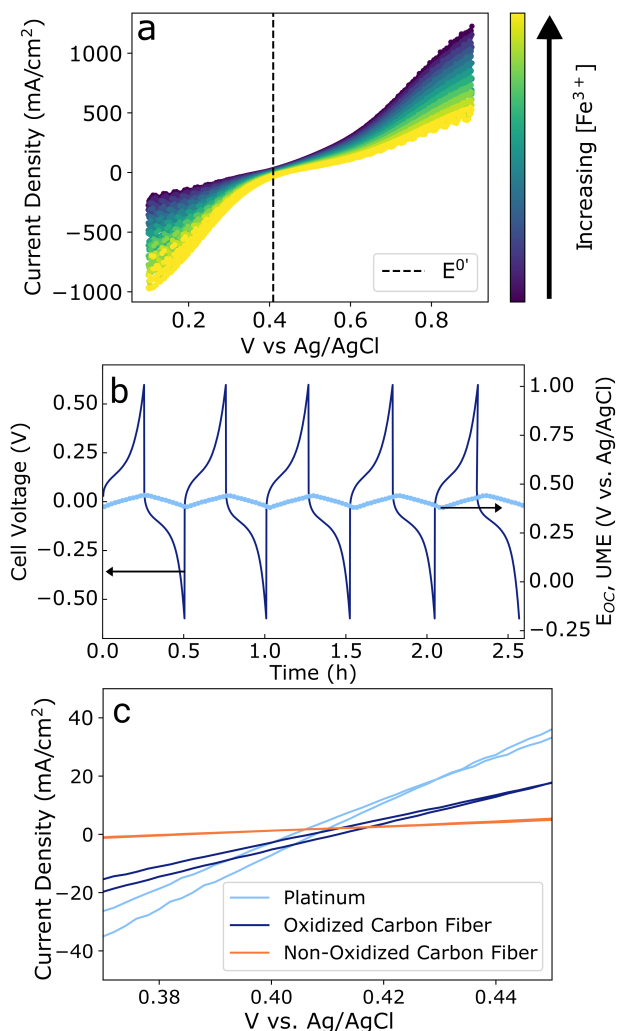 a
Current Density (mA/cm²)
1000
500
0
−500
−1000
E⁰'
0.2
0.4
0.6
0.8
V vs Ag/AgCl
Increasing [Fe³⁺]
b
Cell Voltage (V)
0.50
0.25
0.00
−0.25
−0.50
1.00
0.75
0.50
0.25
0.00
−0.25
E_OC, UME (V vs. Ag/AgCl)
0.0
0.5
1.0
1.5
2.0
2.5
Time (h)
c
Current Density (mA/cm²)
40
20
0
−20
−40
Platinum
Oxidized Carbon Fiber
Non-Oxidized Carbon Fiber
0.38
0.40
0.42
0.44
V vs. Ag/AgCl